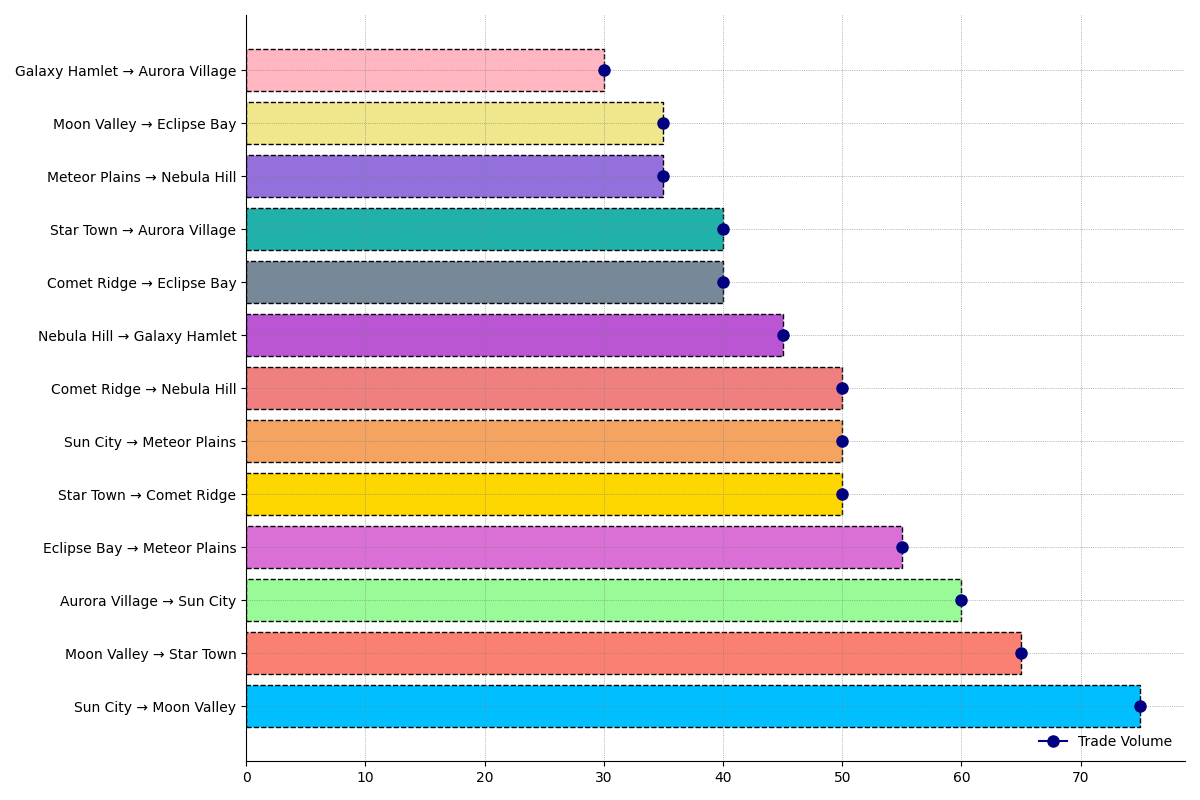 Galaxy Hamlet → Aurora Village
Moon Valley → Eclipse Bay
Meteor Plains → Nebula Hill
Star Town → Aurora Village
Comet Ridge → Eclipse Bay
Nebula Hill → Galaxy Hamlet
Comet Ridge → Nebula Hill
Sun City → Meteor Plains
Star Town → Comet Ridge
Eclipse Bay → Meteor Plains
Aurora Village → Sun City
Moon Valley → Star Town
Sun City → Moon Valley
Trade Volume
0 10 20 30 40 50 60 70